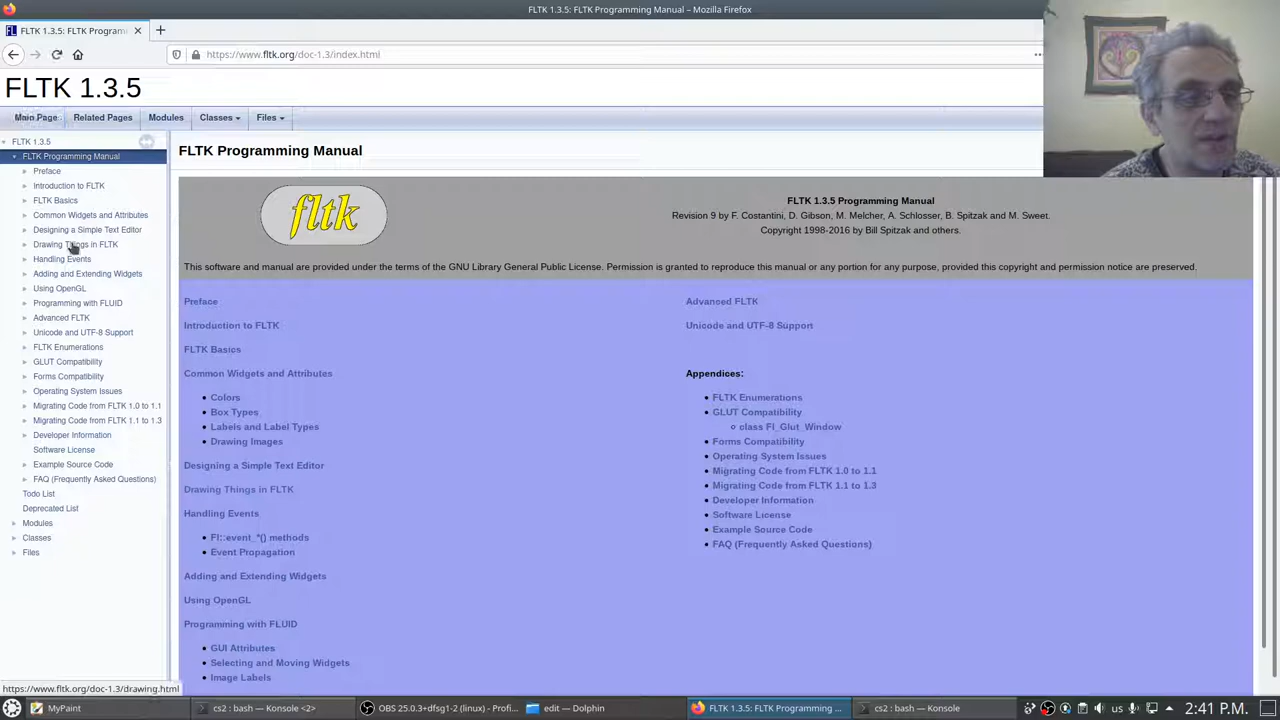 FLTK 1.3.5: FLTK Programming Manual – Mozilla Firefox
FLTK 1.3.5: FLTK Program
https://www.fltk.org/doc-1.3/index.html
FLTK 1.3.5
Main Page
Related Pages
Modules
Classes
Files
FLTK 1.3.5
FLTK Programming Manual
Preface
Introduction to FLTK
FLTK Basics
Common Widgets and Attributes
Designing a Simple Text Editor
Drawing Things in FLTK
Handling Events
Adding and Extending Widgets
Using OpenGL
Programming with FLUID
Advanced FLTK
Unicode and UTF-8 Support
FLTK Enumerations
GLUT Compatibility
Forms Compatibility
Operating System Issues
Migrating Code from FLTK 1.0 to 1.1
Migrating Code from FLTK 1.1 to 1.3
Developer Information
Software License
Example Source Code
FAQ (Frequently Asked Questions)
Todo List
Deprecated List
Modules
Classes
Files
https://www.fltk.org/doc-1.3/drawing.html
FLTK Programming Manual
fltk
FLTK 1.3.5 Programming Manual
Revision 9 by F. Costantini, D. Gibson, M. Melcher, A. Schlosser, B. Spitzak and M. Sweet.
Copyright 1998-2016 by Bill Spitzak and others.
This software and manual are provided under the terms of the GNU Library General Public License. Permission is granted to reproduce this manual or any portion for any purpose, provided this copyright and permission notice are preserved.
Preface
Introduction to FLTK
FLTK Basics
Common Widgets and Attributes
Colors
Box Types
Labels and Label Types
Drawing Images
Designing a Simple Text Editor
Drawing Things in FLTK
Handling Events
Fl::event_*() methods
Event Propagation
Adding and Extending Widgets
Using OpenGL
Programming with FLUID
GUI Attributes
Selecting and Moving Widgets
Image Labels
Advanced FLTK
Unicode and UTF-8 Support
Appendices:
FLTK Enumerations
GLUT Compatibility
class Fl_Glut_Window
Forms Compatibility
Operating System Issues
Migrating Code from FLTK 1.0 to 1.1
Migrating Code from FLTK 1.1 to 1.3
Developer Information
Software License
Example Source Code
FAQ (Frequently Asked Questions)
MyPaint
cs2 : bash — Konsole <2>
OBS 25.0.3+dfsg1-2 (linux) - Profi...
edit — Dolphin
FLTK 1.3.5: FLTK Programming ...
cs2 : bash — Konsole
us
2:41 P.M.